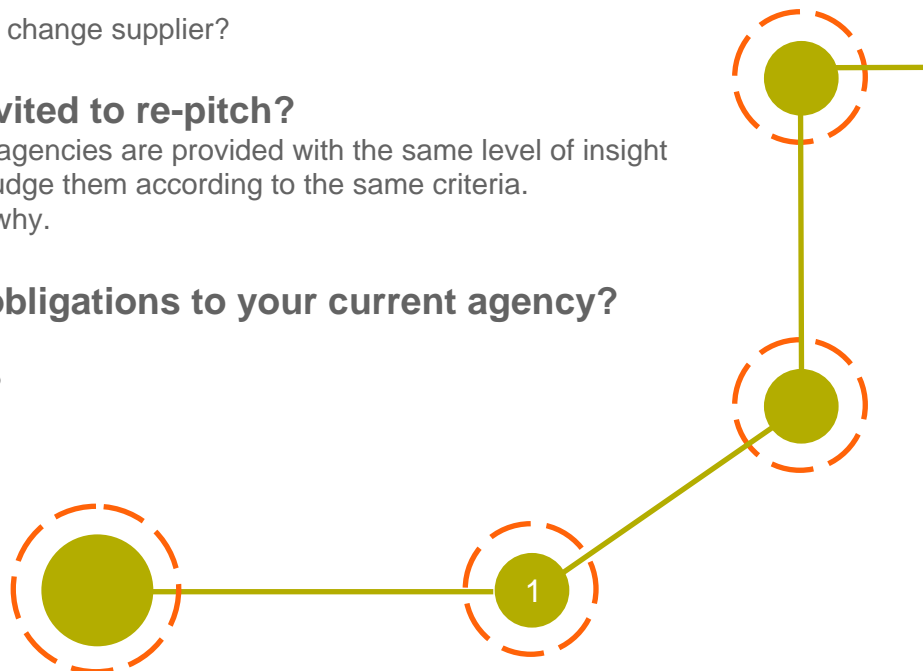 change supplier?
vited to re-pitch?
agencies are provided with the same level of insight
udge them according to the same criteria.
why.
obligations to your current agency?
1